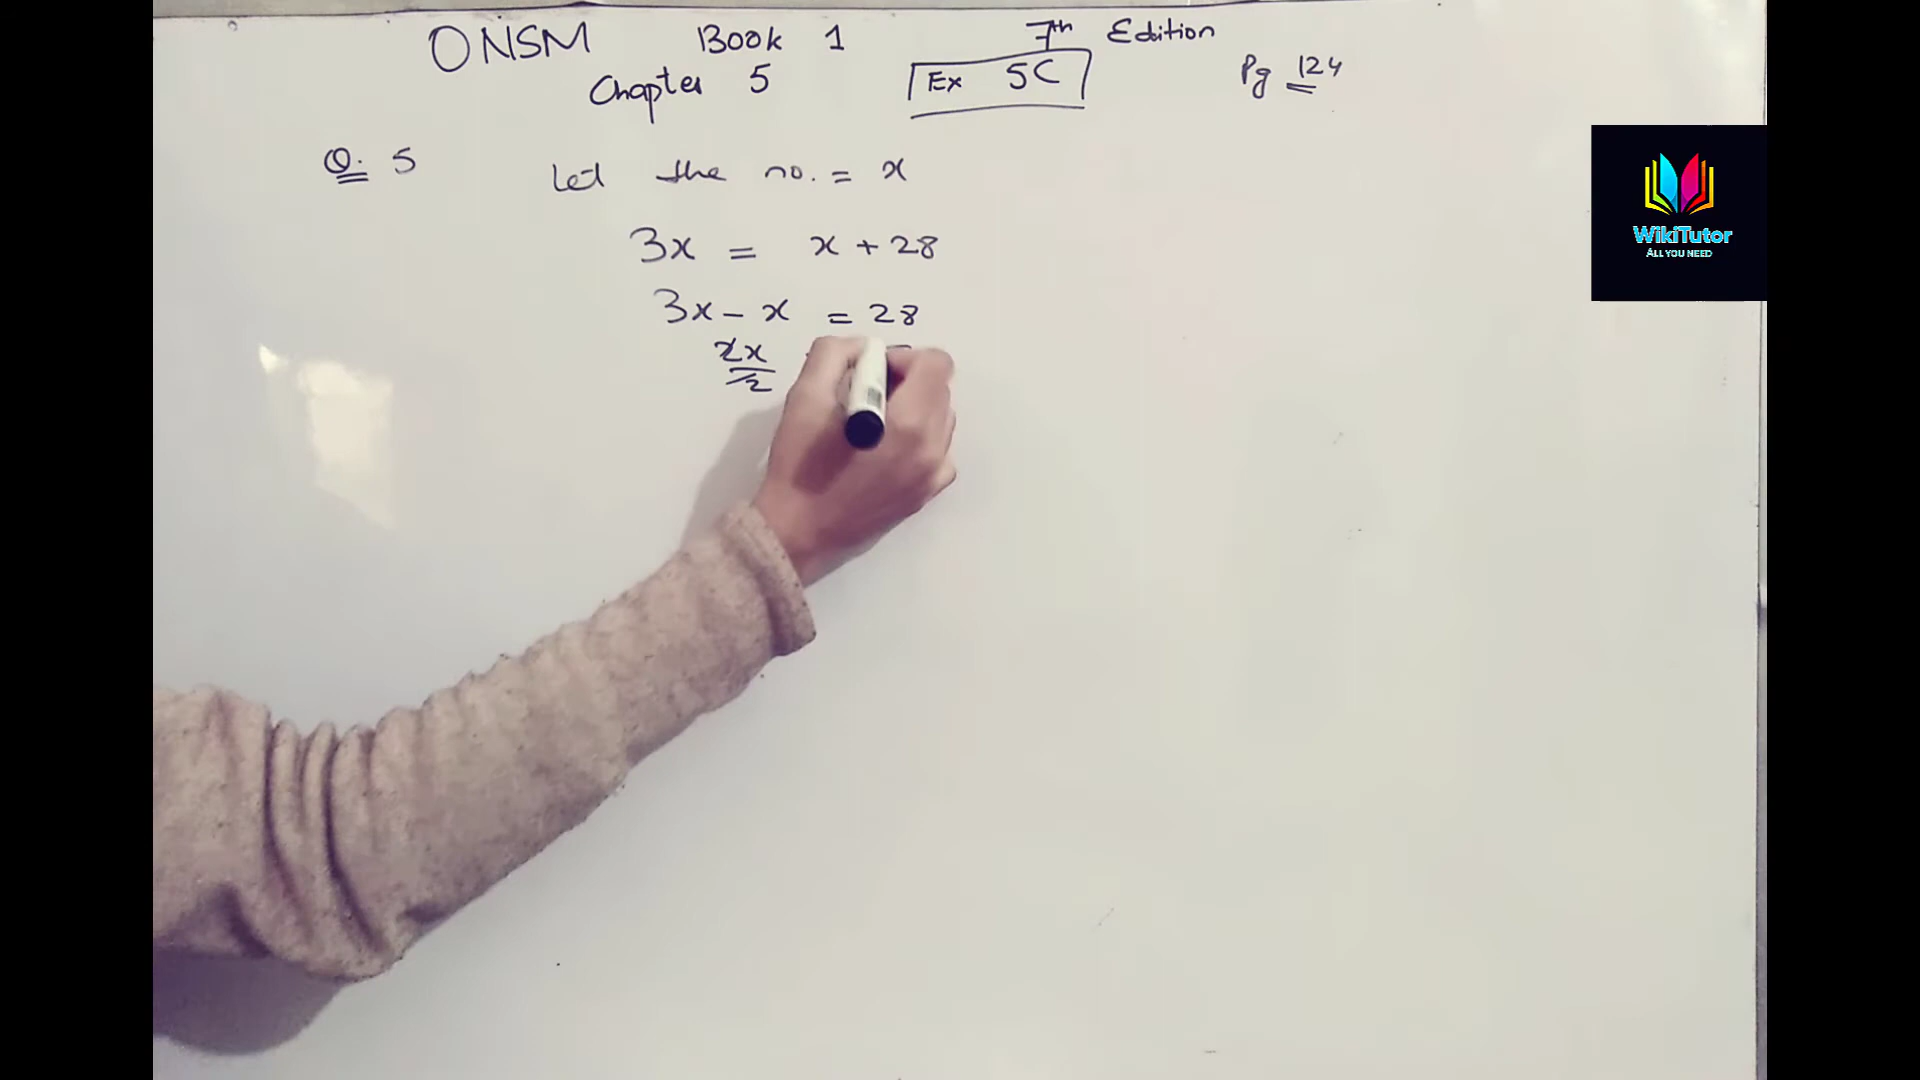 ONSM Book 1 7th Edition
Chapter 5 Ex 5C Pg 124
Q. 5 Let the no. = x
3x = x + 28
3x - x = 28
2x
2
WikiTutor
ALL YOU NEED